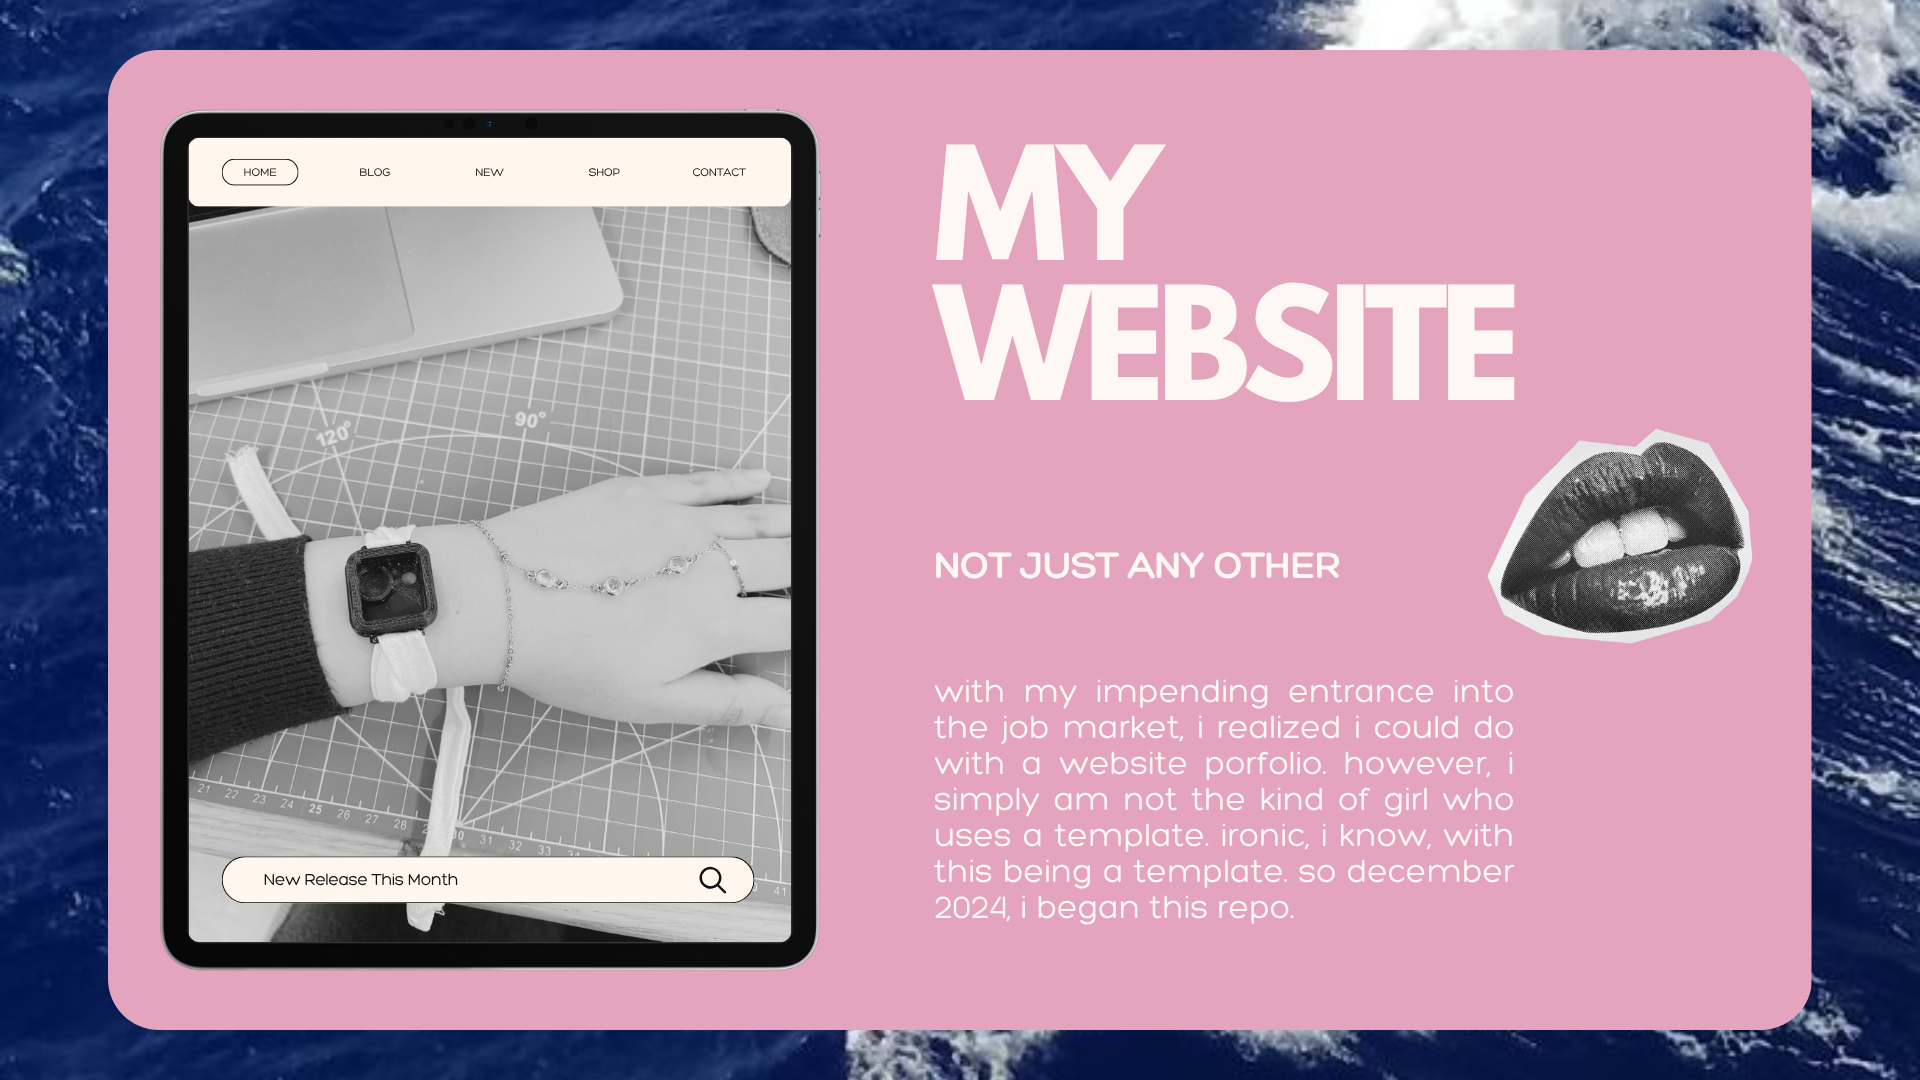 HOME BLOG NEW SHOP CONTACT
120° 90°
21 22 23 24 25 26 27 28 30 31 32 33
41
New Release This Month
MY
WEBSITE
NOT JUST ANY OTHER
with my impending entrance into
the job market, i realized i could do
with a website porfolio. however, i
simply am not the kind of girl who
uses a template. ironic, i know, with
this being a template. so december
2024, i began this repo.